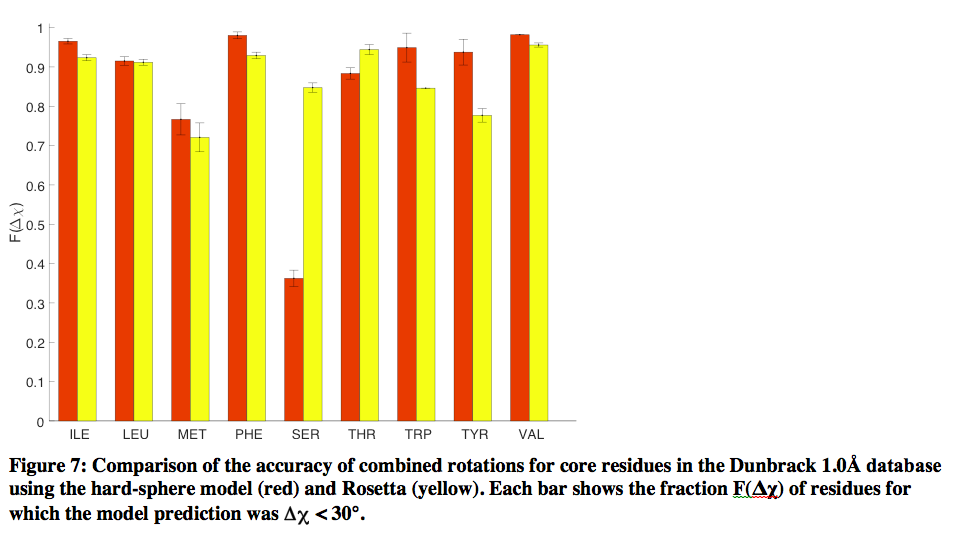 1
0.9
0.8
0.7
0.6
0.5
0.4
0.3
0.2
0.1
0
F(Δχ)
ILE LEU MET PHE SER THR TRP TYR VAL
Figure 7: Comparison of the accuracy of combined rotations for core residues in the Dunbrack 1.0Å database
using the hard-sphere model (red) and Rosetta (yellow). Each bar shows the fraction F(Δχ) of residues for
which the model prediction was Δχ < 30°.